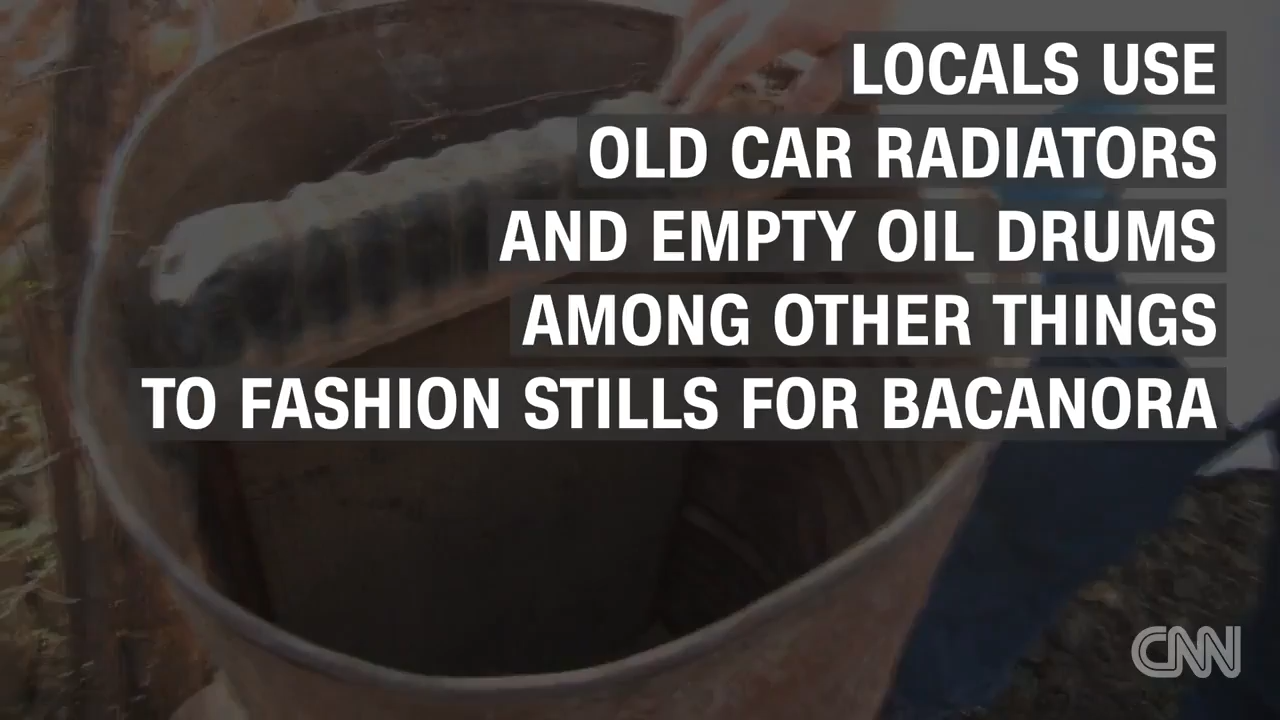 LOCALS USE
OLD CAR RADIATORS
AND EMPTY OIL DRUMS
AMONG OTHER THINGS
TO FASHION STILLS FOR BACANORA
CNN